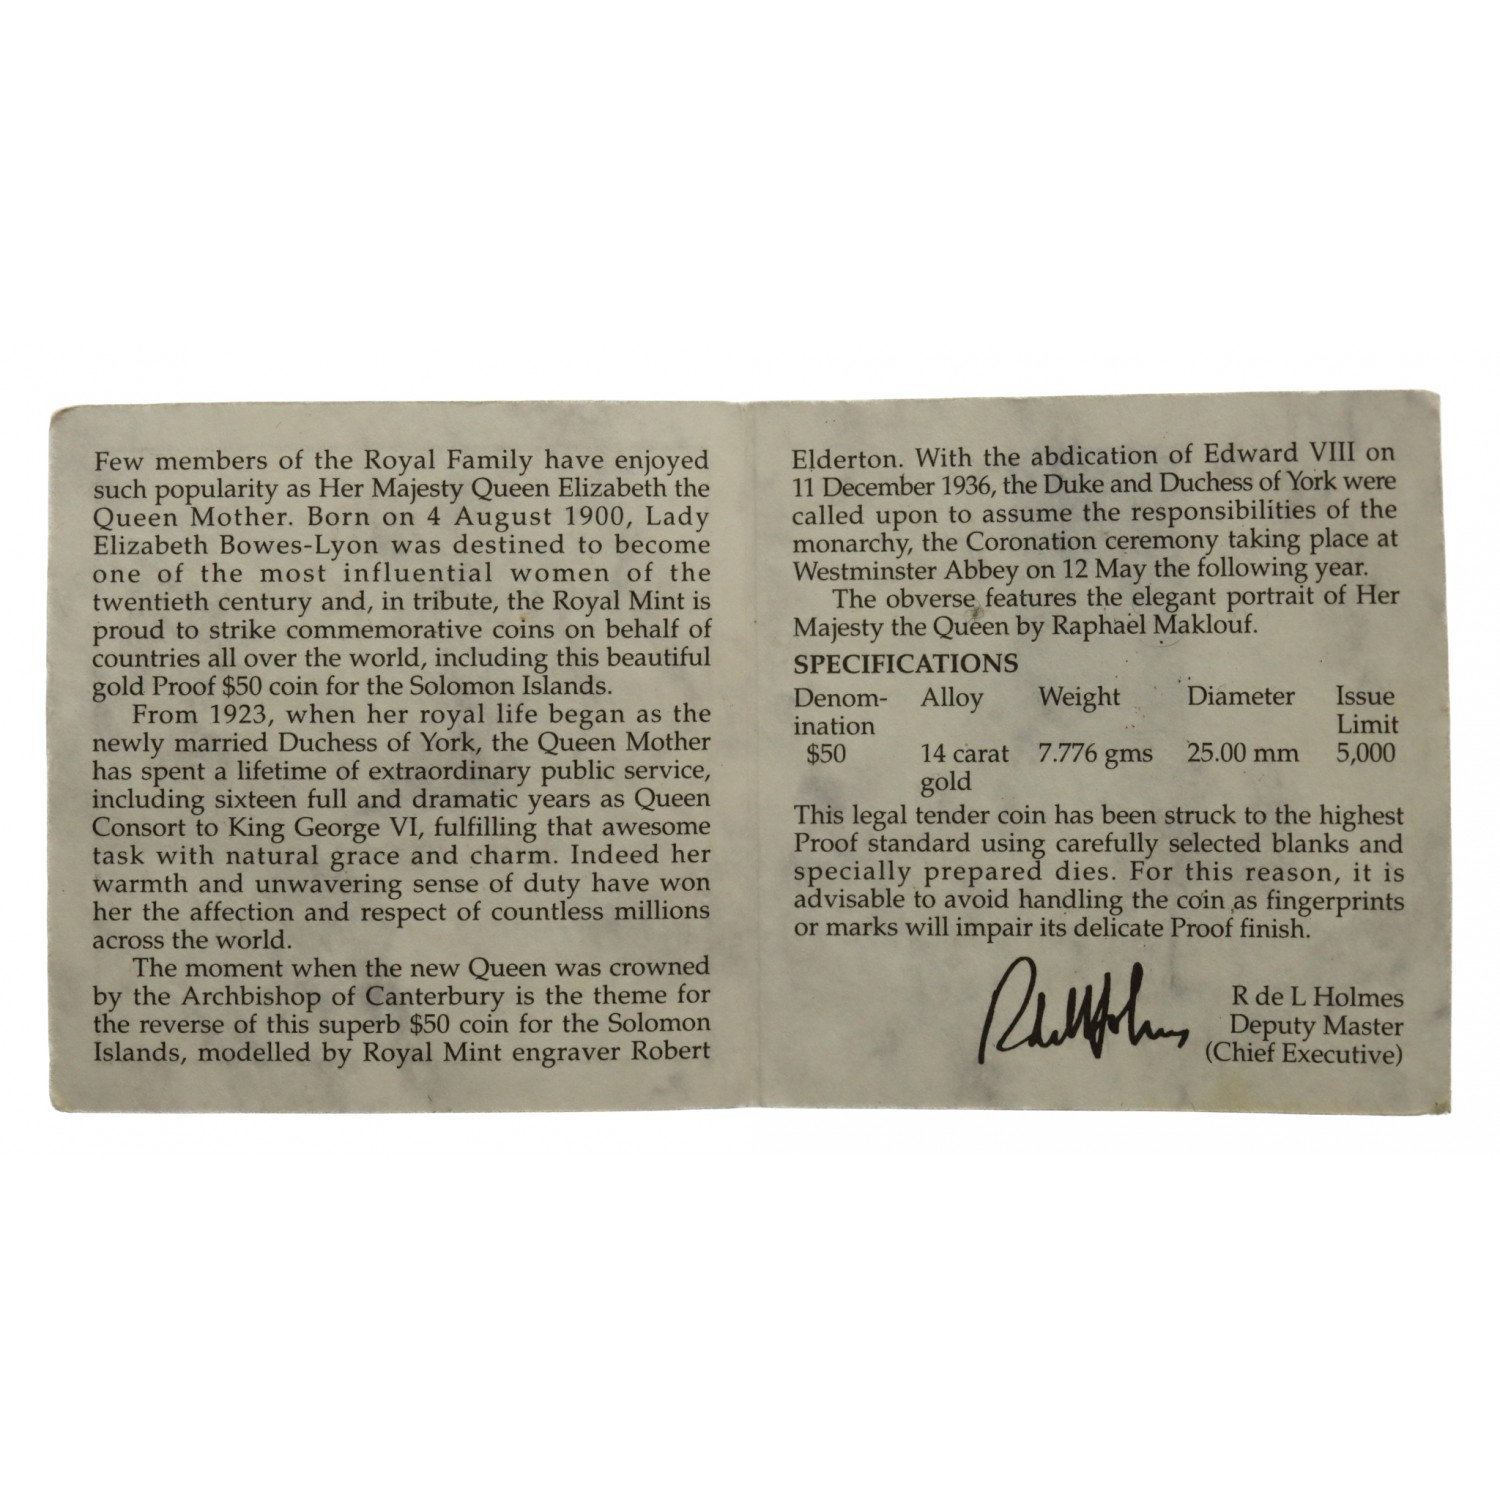 Few members of the Royal Family have enjoyed
such popularity as Her Majesty Queen Elizabeth the
Queen Mother. Born on 4 August 1900, Lady
Elizabeth Bowes-Lyon was destined to become
one of the most influential women of the
twentieth century and, in tribute, the Royal Mint is
proud to strike commemorative coins on behalf of
countries all over the world, including this beautiful
gold Proof $50 coin for the Solomon Islands.
From 1923, when her royal life began as the
newly married Duchess of York, the Queen Mother
has spent a lifetime of extraordinary public service,
including sixteen full and dramatic years as Queen
Consort to King George VI, fulfilling that awesome
task with natural grace and charm. Indeed her
warmth and unwavering sense of duty have won
her the affection and respect of countless millions
across the world.
The moment when the new Queen was crowned
by the Archbishop of Canterbury is the theme for
the reverse of this superb $50 coin for the Solomon
Islands, modelled by Royal Mint engraver Robert
Elderton. With the abdication of Edward VIII on
11 December 1936, the Duke and Duchess of York were
called upon to assume the responsibilities of the
monarchy, the Coronation ceremony taking place at
Westminster Abbey on 12 May the following year.
The obverse features the elegant portrait of Her
Majesty the Queen by Raphael Maklouf.
SPECIFICATIONS
Denom- Alloy Weight Diameter Issue
ination Limit
$50 14 carat 7.776 gms 25.00 mm 5,000
gold
This legal tender coin has been struck to the highest
Proof standard using carefully selected blanks and
specially prepared dies. For this reason, it is
advisable to avoid handling the coin as fingerprints
or marks will impair its delicate Proof finish.
R de L Holmes
Deputy Master
(Chief Executive)